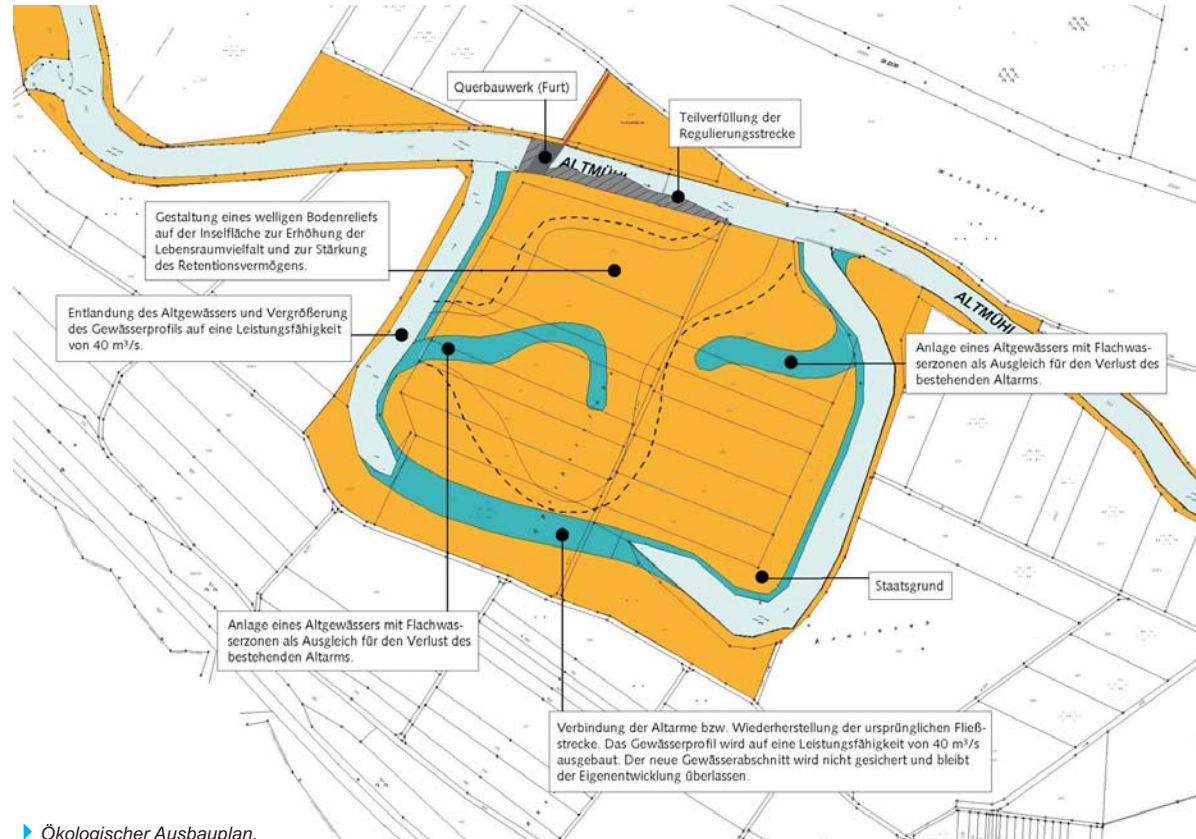 Querbauwerk (Furt)
Teilverfüllung der
Regulierungsstrecke
ALTMÜHL
Weinbergfeld
Gestaltung eines welligen Bodenreliefs
auf der Inselfläche zur Erhöhung der
Lebensraumvielfalt und zur Stärkung
des Retentionsvermögens.
Entlandung des Altgewässers und Vergrößerung
des Gewässerprofils auf eine Leistungsfähigkeit
von 40 m³/s.
ALTMÜHL
Anlage eines Altgewässers mit Flachwas-
serzonen als Ausgleich für den Verlust des
bestehenden Altarms.
Staatsgrund
Anlage eines Altgewässers mit Flachwas-
serzonen als Ausgleich für den Verlust des
bestehenden Altarms.
Verbindung der Altarme bzw. Wiederherstellung der ursprünglichen Fließ-
strecke. Das Gewässerprofil wird auf eine Leistungsfähigkeit von 40 m³/s
ausgebaut. Der neue Gewässerabschnitt wird nicht gesichert und bleibt
der Eigenentwicklung überlassen.
Ökologischer Ausbauplan.